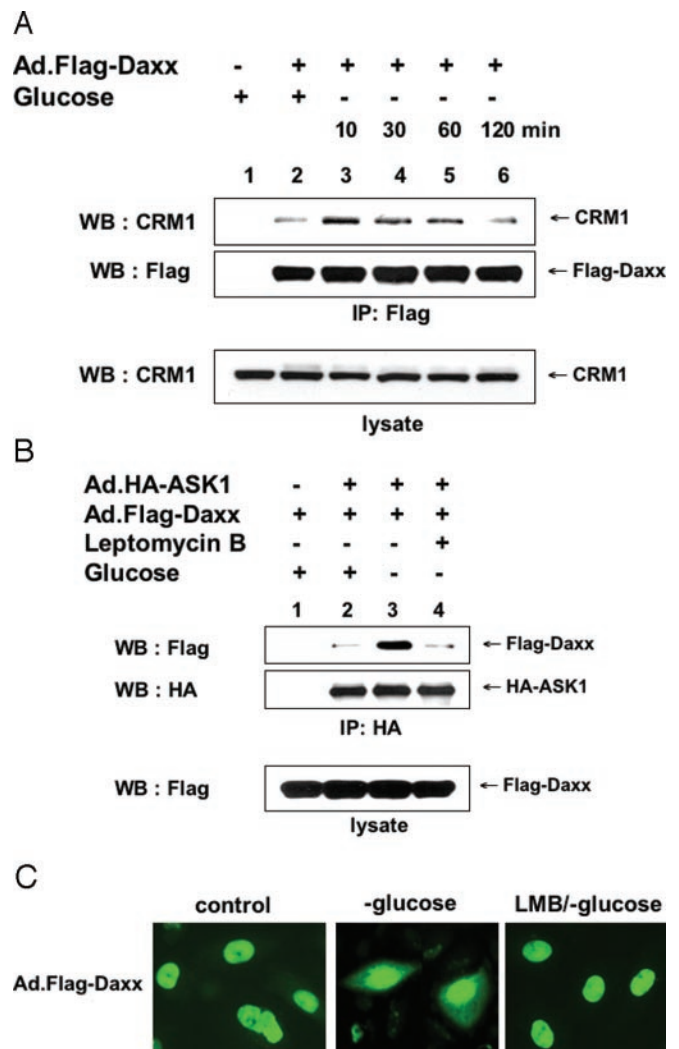 A
Ad.Flag-Daxx - + + + + +
Glucose + + - - - -
10 30 60 120 min
1 2 3 4 5 6
WB : CRM1 ← CRM1
WB : Flag ← Flag-Daxx
IP: Flag
WB : CRM1 ← CRM1
lysate
B
Ad.HA-ASK1 - + + +
Ad.Flag-Daxx + + + +
Leptomycin B - - - +
Glucose + + - -
1 2 3 4
WB : Flag ← Flag-Daxx
WB : HA ← HA-ASK1
IP: HA
WB : Flag ← Flag-Daxx
lysate
C
control -glucose LMB/-glucose
Ad.Flag-Daxx